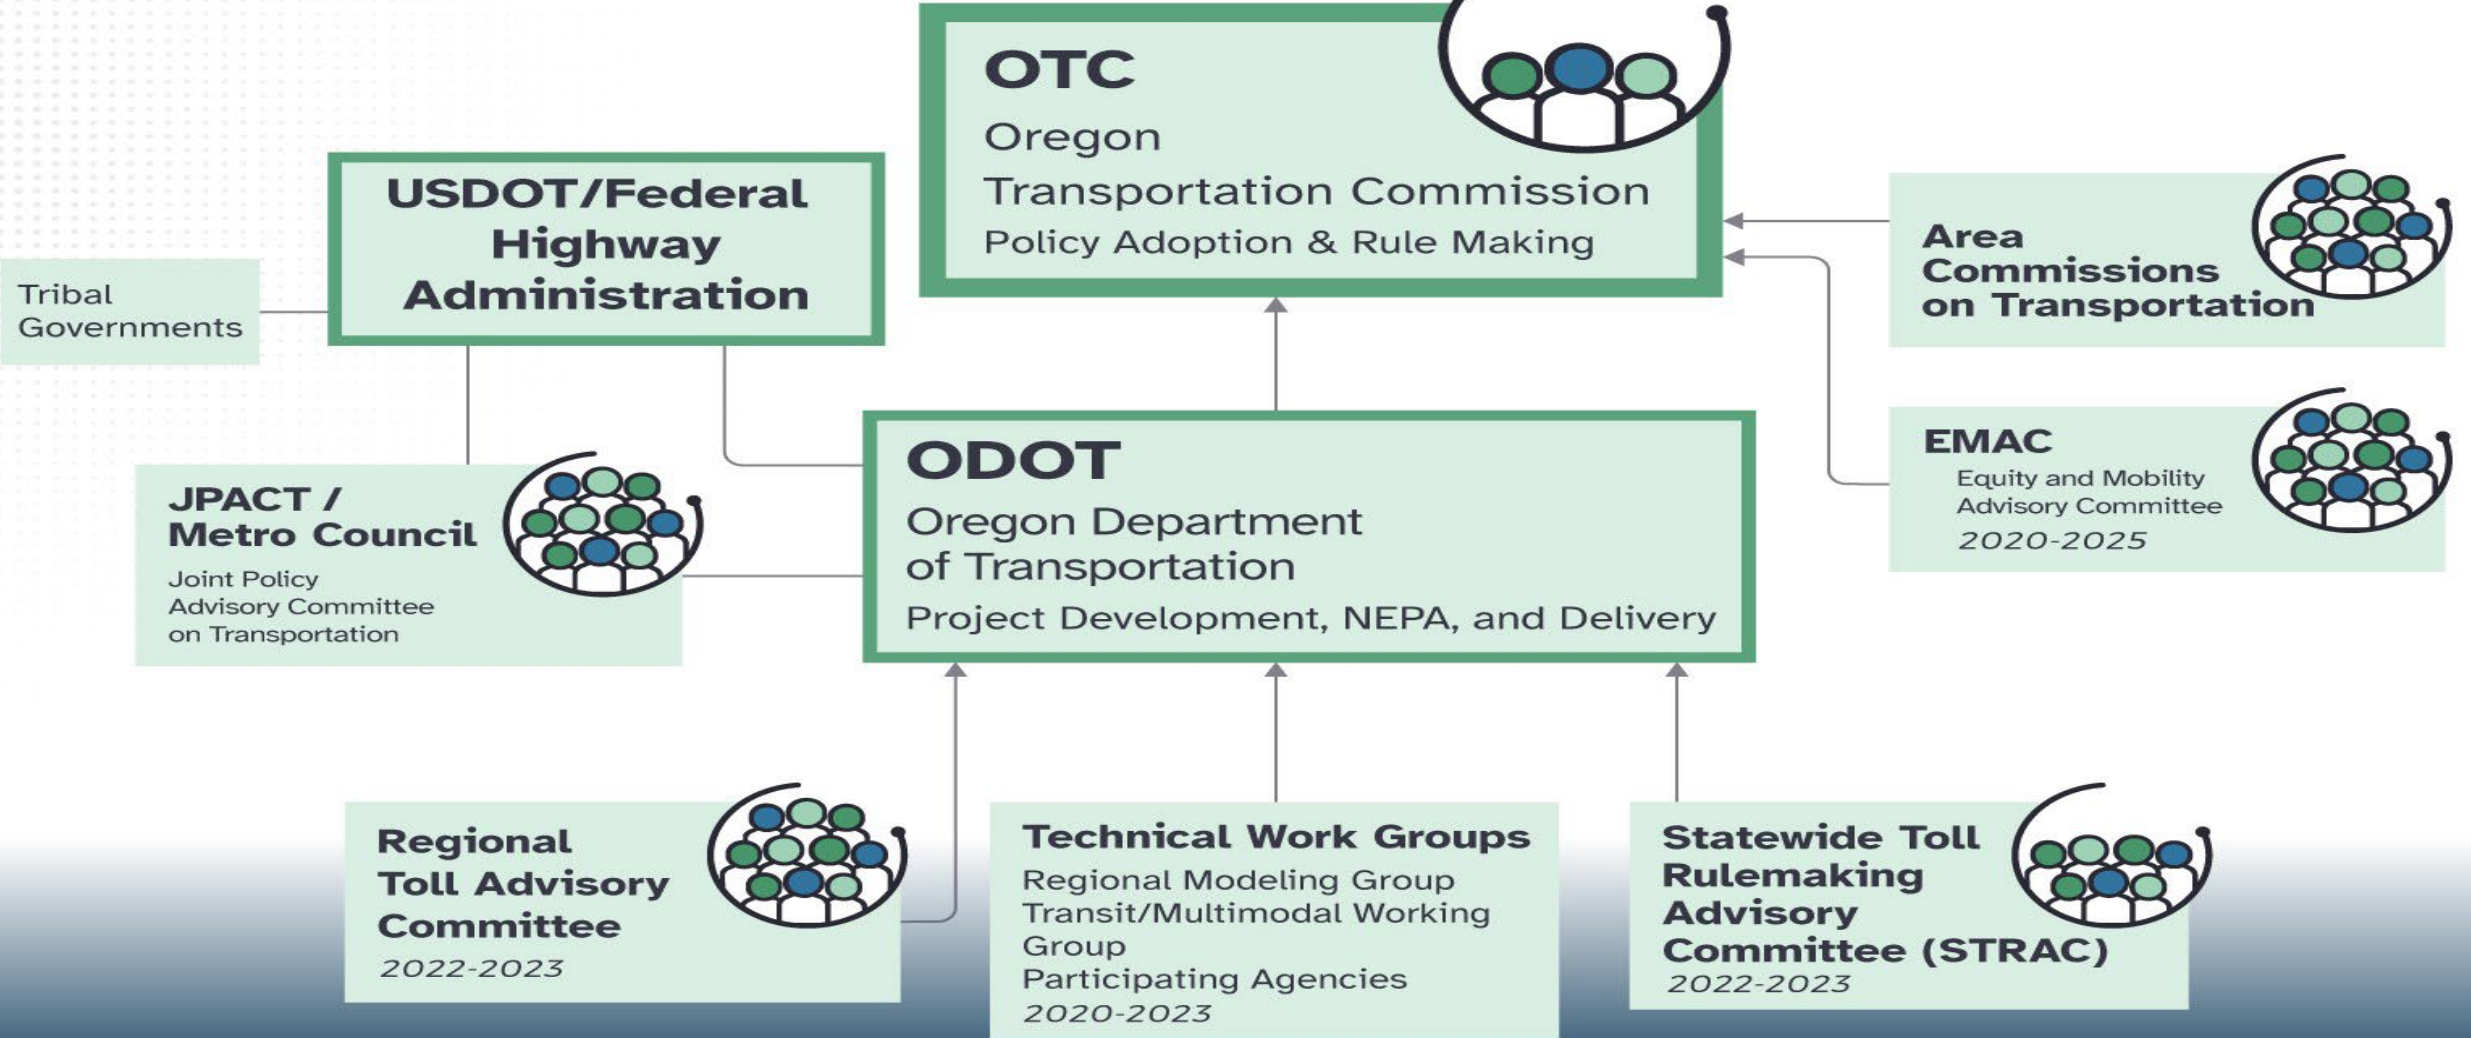 OTC
Oregon
Transportation Commission
Policy Adoption & Rule Making
USDOT/Federal
Highway
Administration
Tribal
Governments
Area
Commissions
on Transportation
EMAC
Equity and Mobility
Advisory Committee
2020-2025
ODOT
Oregon Department
of Transportation
Project Development, NEPA, and Delivery
JPACT /
Metro Council
Joint Policy
Advisory Committee
on Transportation
Regional
Toll Advisory
Committee
2022-2023
Technical Work Groups
Regional Modeling Group
Transit/Multimodal Working
Group
Participating Agencies
2020-2023
Statewide Toll
Rulemaking
Advisory
Committee (STRAC)
2022-2023